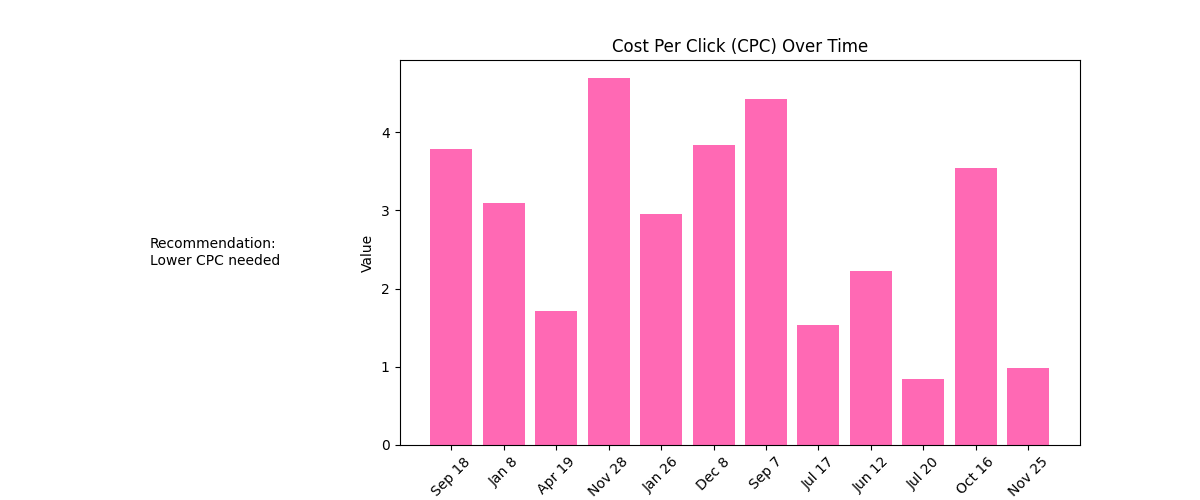 Cost Per Click (CPC) Over Time
Recommendation:
Lower CPC needed
Value
4
3
2
1
0
Sep 18
Jan 8
Apr 19
Nov 28
Jan 26
Dec 8
Sep 7
Jul 17
Jun 12
Jul 20
Oct 16
Nov 25